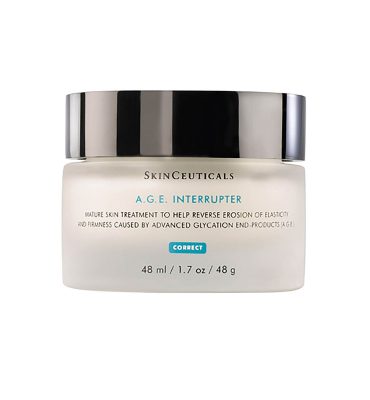 SKINCEUTICALS
A.G.E. INTERRUPTER
MATURE SKIN TREATMENT TO HELP REVERSE EROSION OF ELASTICITY
AND FIRMNESS CAUSED BY ADVANCED GLYCATION END-PRODUCTS (A.G.E.)
CORRECT
48 ml / 1.7 oz / 48 g